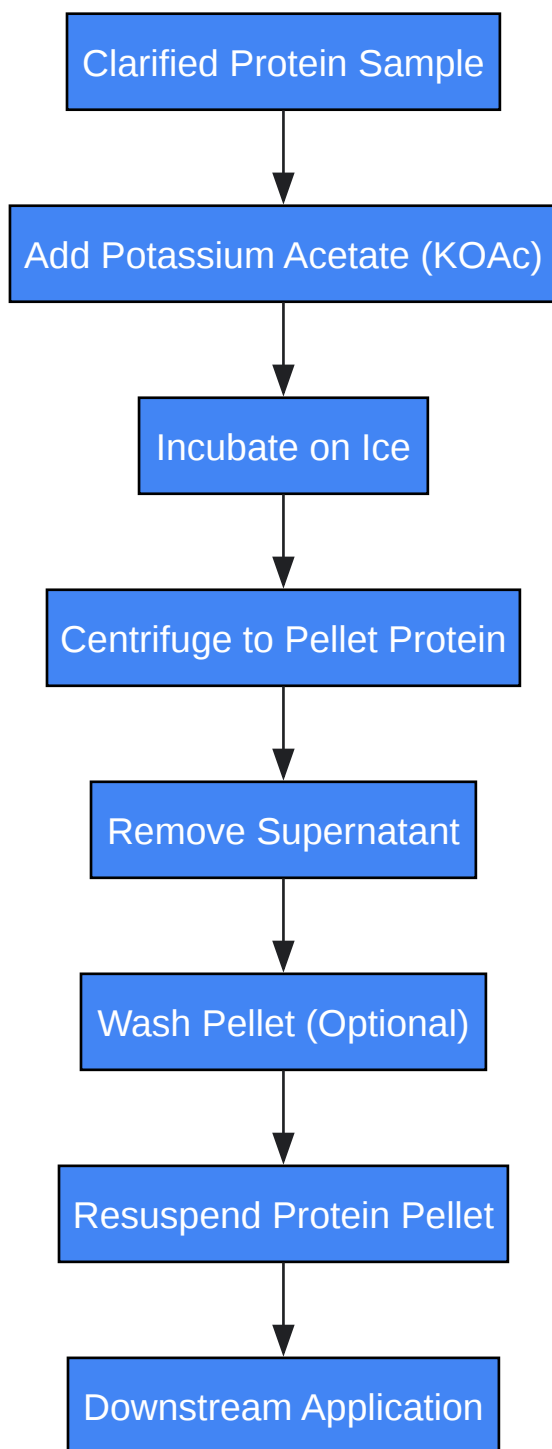 Clarified Protein Sample
Add Potassium Acetate (KOAc)
Incubate on Ice
Centrifuge to Pellet Protein
Remove Supernatant
Wash Pellet (Optional)
Resuspend Protein Pellet
Downstream Application